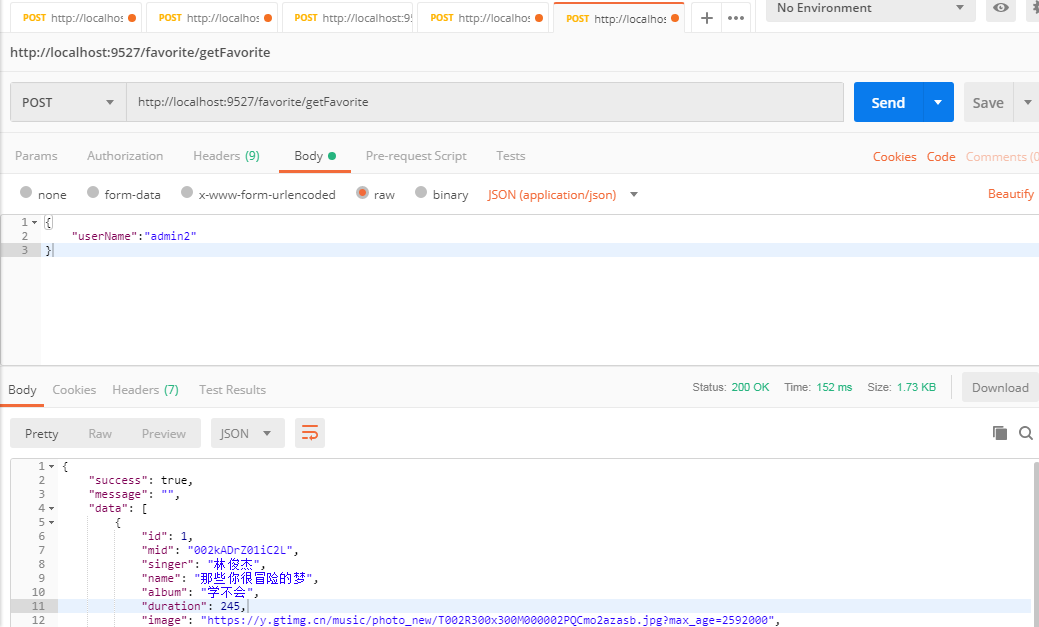 POST http://localhos POST http://localhos POST http://localhost:95 POST http://localhos POST http://localhos + ••• No Environment
http://localhost:9527/favorite/getFavorite
POST http://localhost:9527/favorite/getFavorite Send Save
Params Authorization Headers (9) Body Pre-request Script Tests Cookies Code Comments (0
none form-data x-www-form-urlencoded raw binary JSON (application/json) Beautify
1 {
2 "userName":"admin2"
3 }
Body Cookies Headers (7) Test Results Status: 200 OK Time: 152 ms Size: 1.73 KB Download
Pretty Raw Preview JSON
1 {
2 "success": true,
3 "message": "",
4 "data": [
5 {
6 "id": 1,
7 "mid": "002kADrZ01iC2L",
8 "singer": "林俊杰",
9 "name": "那些你很冒险的梦",
10 "album": "学不会",
11 "duration": 245,
12 "image": "https://y.gtimg.cn/music/photo_new/T002R300x300M000002PQCmo2azasb.jpg?max_age=2592000",